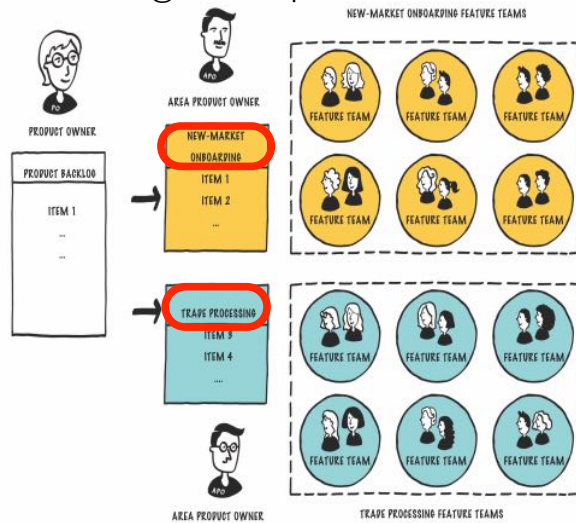 NEW-MARKET ONBOARDING FEATURE TEAMS
PO
PRODUCT OWNER
PRODUCT BACKLOG
ITEM 1
...
...
APO
AREA PRODUCT OWNER
NEW-MARKET
ONBOARDING
ITEM 1
ITEM 2
...
FEATURE TEAM
FEATURE TEAM
FEATURE TEAM
FEATURE TEAM
FEATURE TEAM
FEATURE TEAM
TRADE PROCESSING
ITEM 3
ITEM 4
....
APO
AREA PRODUCT OWNER
FEATURE TEAM
FEATURE TEAM
FEATURE TEAM
FEATURE TEAM
FEATURE TEAM
FEATURE TEAM
TRADE PROCESSING FEATURE TEAMS